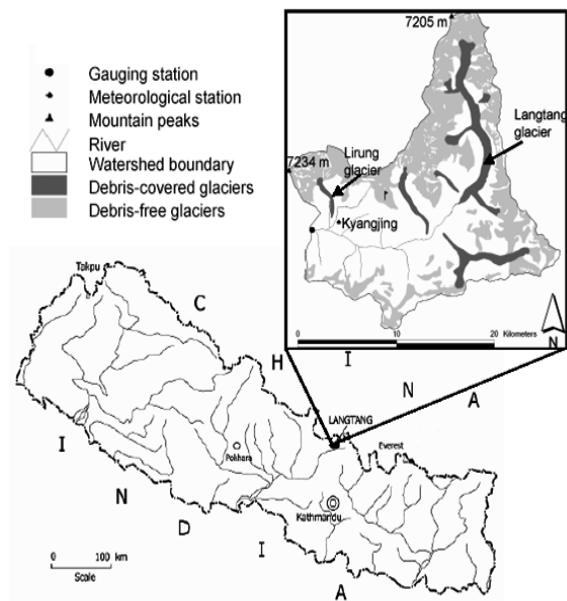 Gauging station
Meteorological station
Mountain peaks
River
Watershed boundary
Debris-covered glaciers
Debris-free glaciers
7205 m
Langtang
glacier
Lirung
glacier
7234 m
Kyangjing
0 10 20 Kilometers
N
Takpu
C
H
I
N
A
LANGTANG
Everest
Pokhara
Kathmandu
I
N
D
I
A
0 100 km
Scale